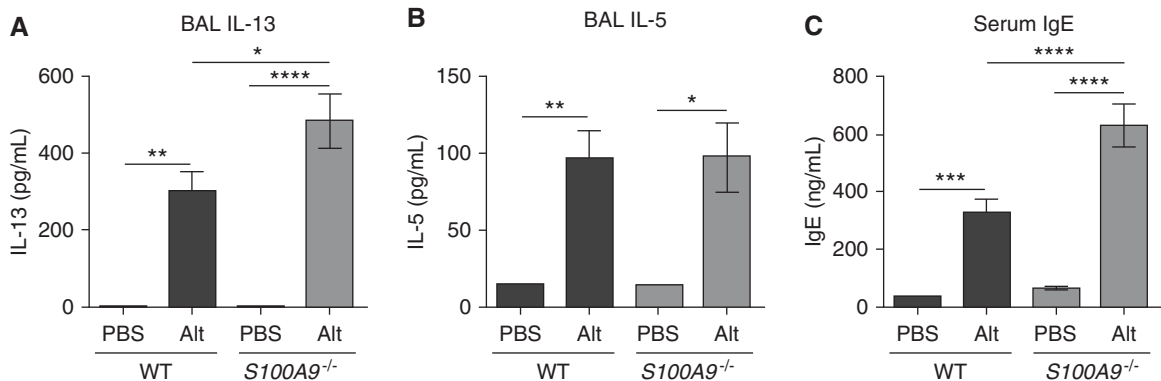 A
BAL IL-13
*
****
**
IL-13 (pg/mL)
600
400
200
0
PBS Alt PBS Alt
WT S100A9-/-
B
BAL IL-5
** *
IL-5 (pg/mL)
150
100
50
0
PBS Alt PBS Alt
WT S100A9-/-
C
Serum IgE
****
****
***
IgE (ng/mL)
800
600
400
200
0
PBS Alt PBS Alt
WT S100A9-/-